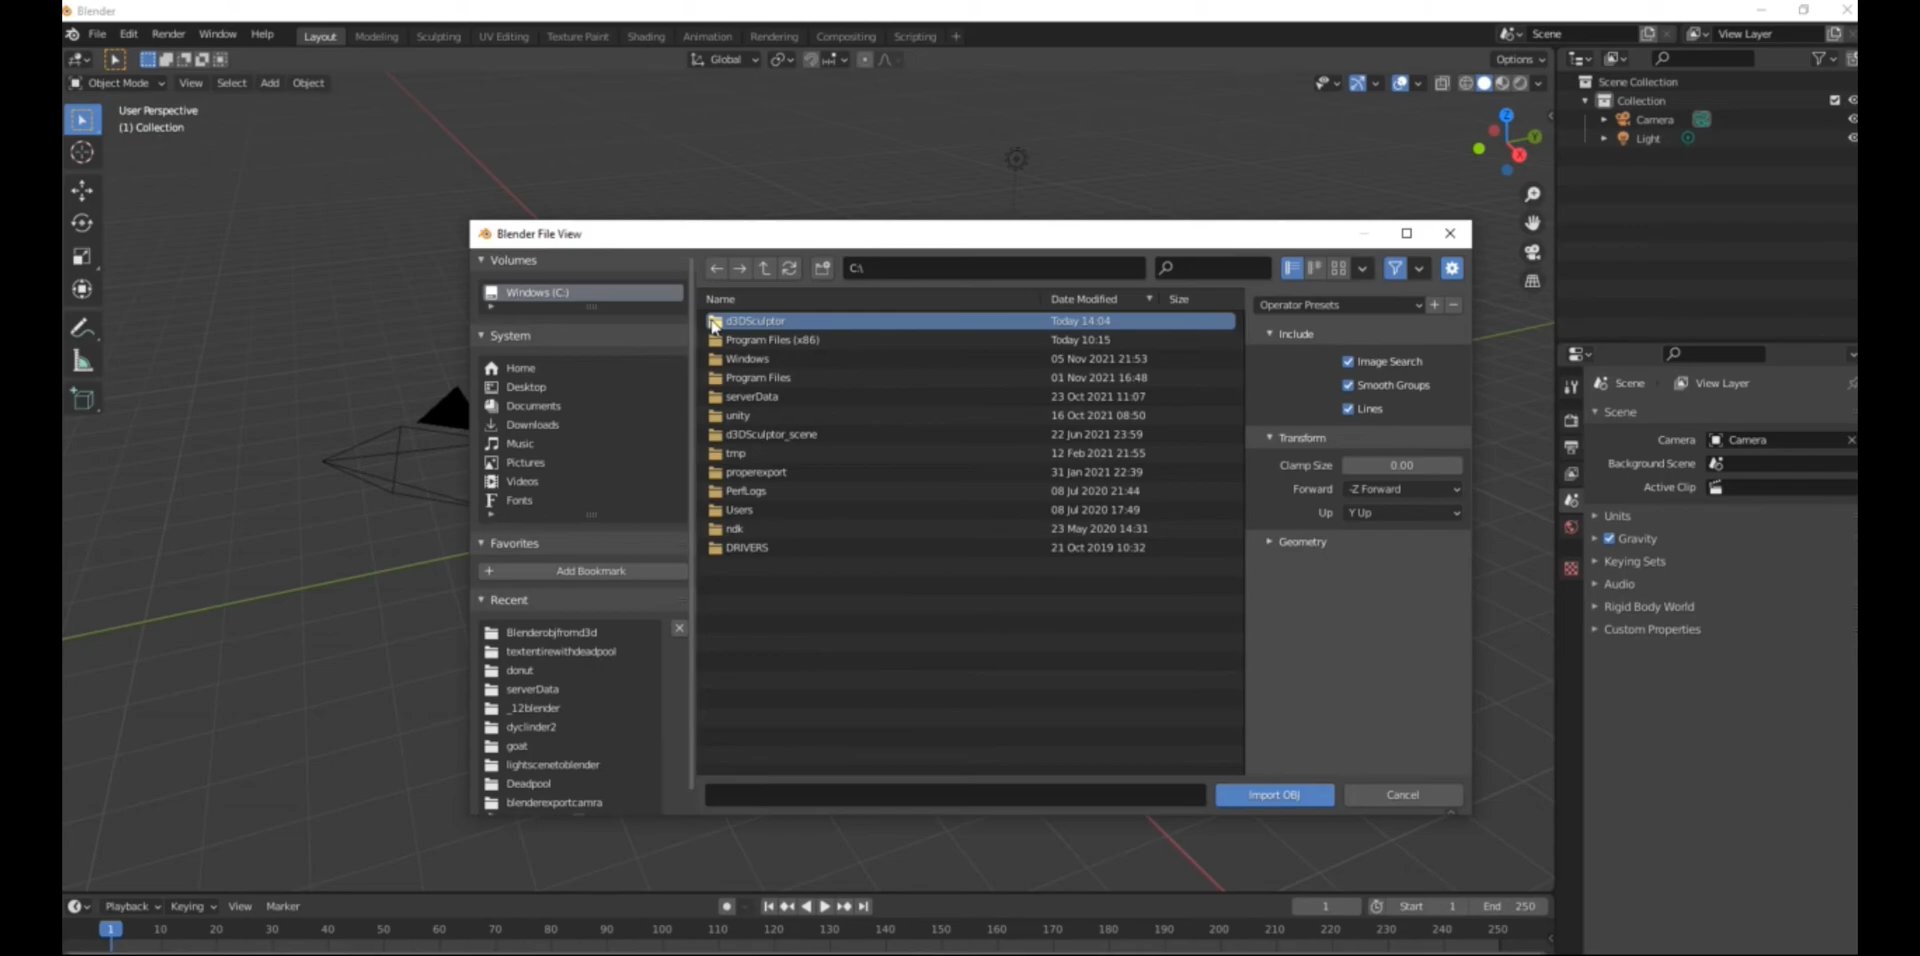 Blender
File Edit Render Window Help Layout Modeling Sculpting UV Editing Texture Paint Shading Animation Rendering Compositing Scripting + Scene View Layer
Global Options
Object Mode View Select Add Object
User Perspective
(1) Collection
Z
Y
X
Scene Collection
Collection
Camera
Light
Blender File View
Volumes
Windows (C:)
System
Home
Desktop
Documents
Downloads
Music
Pictures
Videos
Fonts
Favorites
Add Bookmark
Recent
Blenderobjfromd3d
textentirewithdeadpool
donut
serverData
_12blender
dyclinder2
goat
lightscenetoblender
Deadpool
blenderexportcamra
C:\
Name Date Modified Size
d3DSculptor Today 14:04
Program Files (x86) Today 10:15
Windows 05 Nov 2021 21:53
Program Files 01 Nov 2021 16:48
serverData 23 Oct 2021 11:07
unity 16 Oct 2021 08:50
d3DSculptor_scene 22 Jun 2021 23:59
tmp 12 Feb 2021 21:55
properexport 31 Jan 2021 22:39
PerfLogs 08 Jul 2020 21:44
Users 08 Jul 2020 17:49
ndk 23 May 2020 14:31
DRIVERS 21 Oct 2019 10:32
Operator Presets
Include
Image Search
Smooth Groups
Lines
Transform
Clamp Size 0.00
Forward -Z Forward
Up Y Up
Geometry
Import OBJ Cancel
Scene View Layer
Scene
Camera Camera
Background Scene
Active Clip
Units
Gravity
Keying Sets
Audio
Rigid Body World
Custom Properties
Playback Keying View Marker 1 Start 1 End 250
1 10 20 30 40 50 60 70 80 90 100 110 120 130 140 150 160 170 180 190 200 210 220 230 240 250